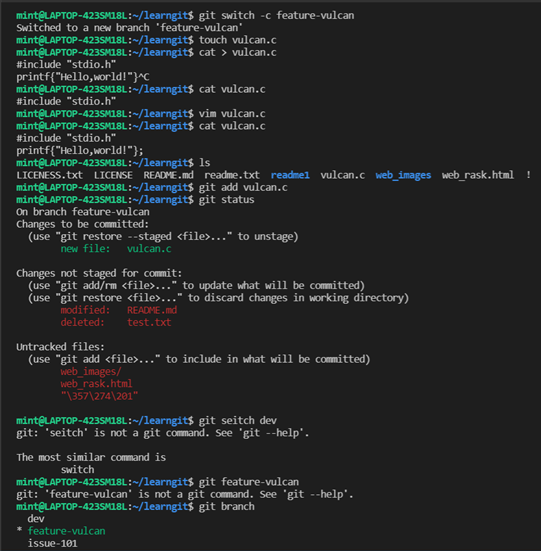 mint@LAPTOP-423SM18L:~/learngit$ git switch -c feature-vulcan
Switched to a new branch 'feature-vulcan'
mint@LAPTOP-423SM18L:~/learngit$ touch vulcan.c
mint@LAPTOP-423SM18L:~/learngit$ cat > vulcan.c
#include "stdio.h"
printf{"Hello,world!"}^C
mint@LAPTOP-423SM18L:~/learngit$ cat vulcan.c
#include "stdio.h"
mint@LAPTOP-423SM18L:~/learngit$ vim vulcan.c
mint@LAPTOP-423SM18L:~/learngit$ cat vulcan.c
#include "stdio.h"
printf{"Hello,world!"};
mint@LAPTOP-423SM18L:~/learngit$ ls
LICENESS.txt  LICENSE  README.md  readme.txt  readme1  vulcan.c  web_images  web_rask.html  !
mint@LAPTOP-423SM18L:~/learngit$ git add vulcan.c
mint@LAPTOP-423SM18L:~/learngit$ git status
On branch feature-vulcan
Changes to be committed:
  (use "git restore --staged <file>..." to unstage)
        new file:   vulcan.c

Changes not staged for commit:
  (use "git add/rm <file>..." to update what will be committed)
  (use "git restore <file>..." to discard changes in working directory)
        modified:   README.md
        deleted:    test.txt

Untracked files:
  (use "git add <file>..." to include in what will be committed)
        web_images/
        web_rask.html
        "\357\274\201"

mint@LAPTOP-423SM18L:~/learngit$ git seitch dev
git: 'seitch' is not a git command. See 'git --help'.

The most similar command is
        switch
mint@LAPTOP-423SM18L:~/learngit$ git feature-vulcan
git: 'feature-vulcan' is not a git command. See 'git --help'.
mint@LAPTOP-423SM18L:~/learngit$ git branch
  dev
* feature-vulcan
  issue-101